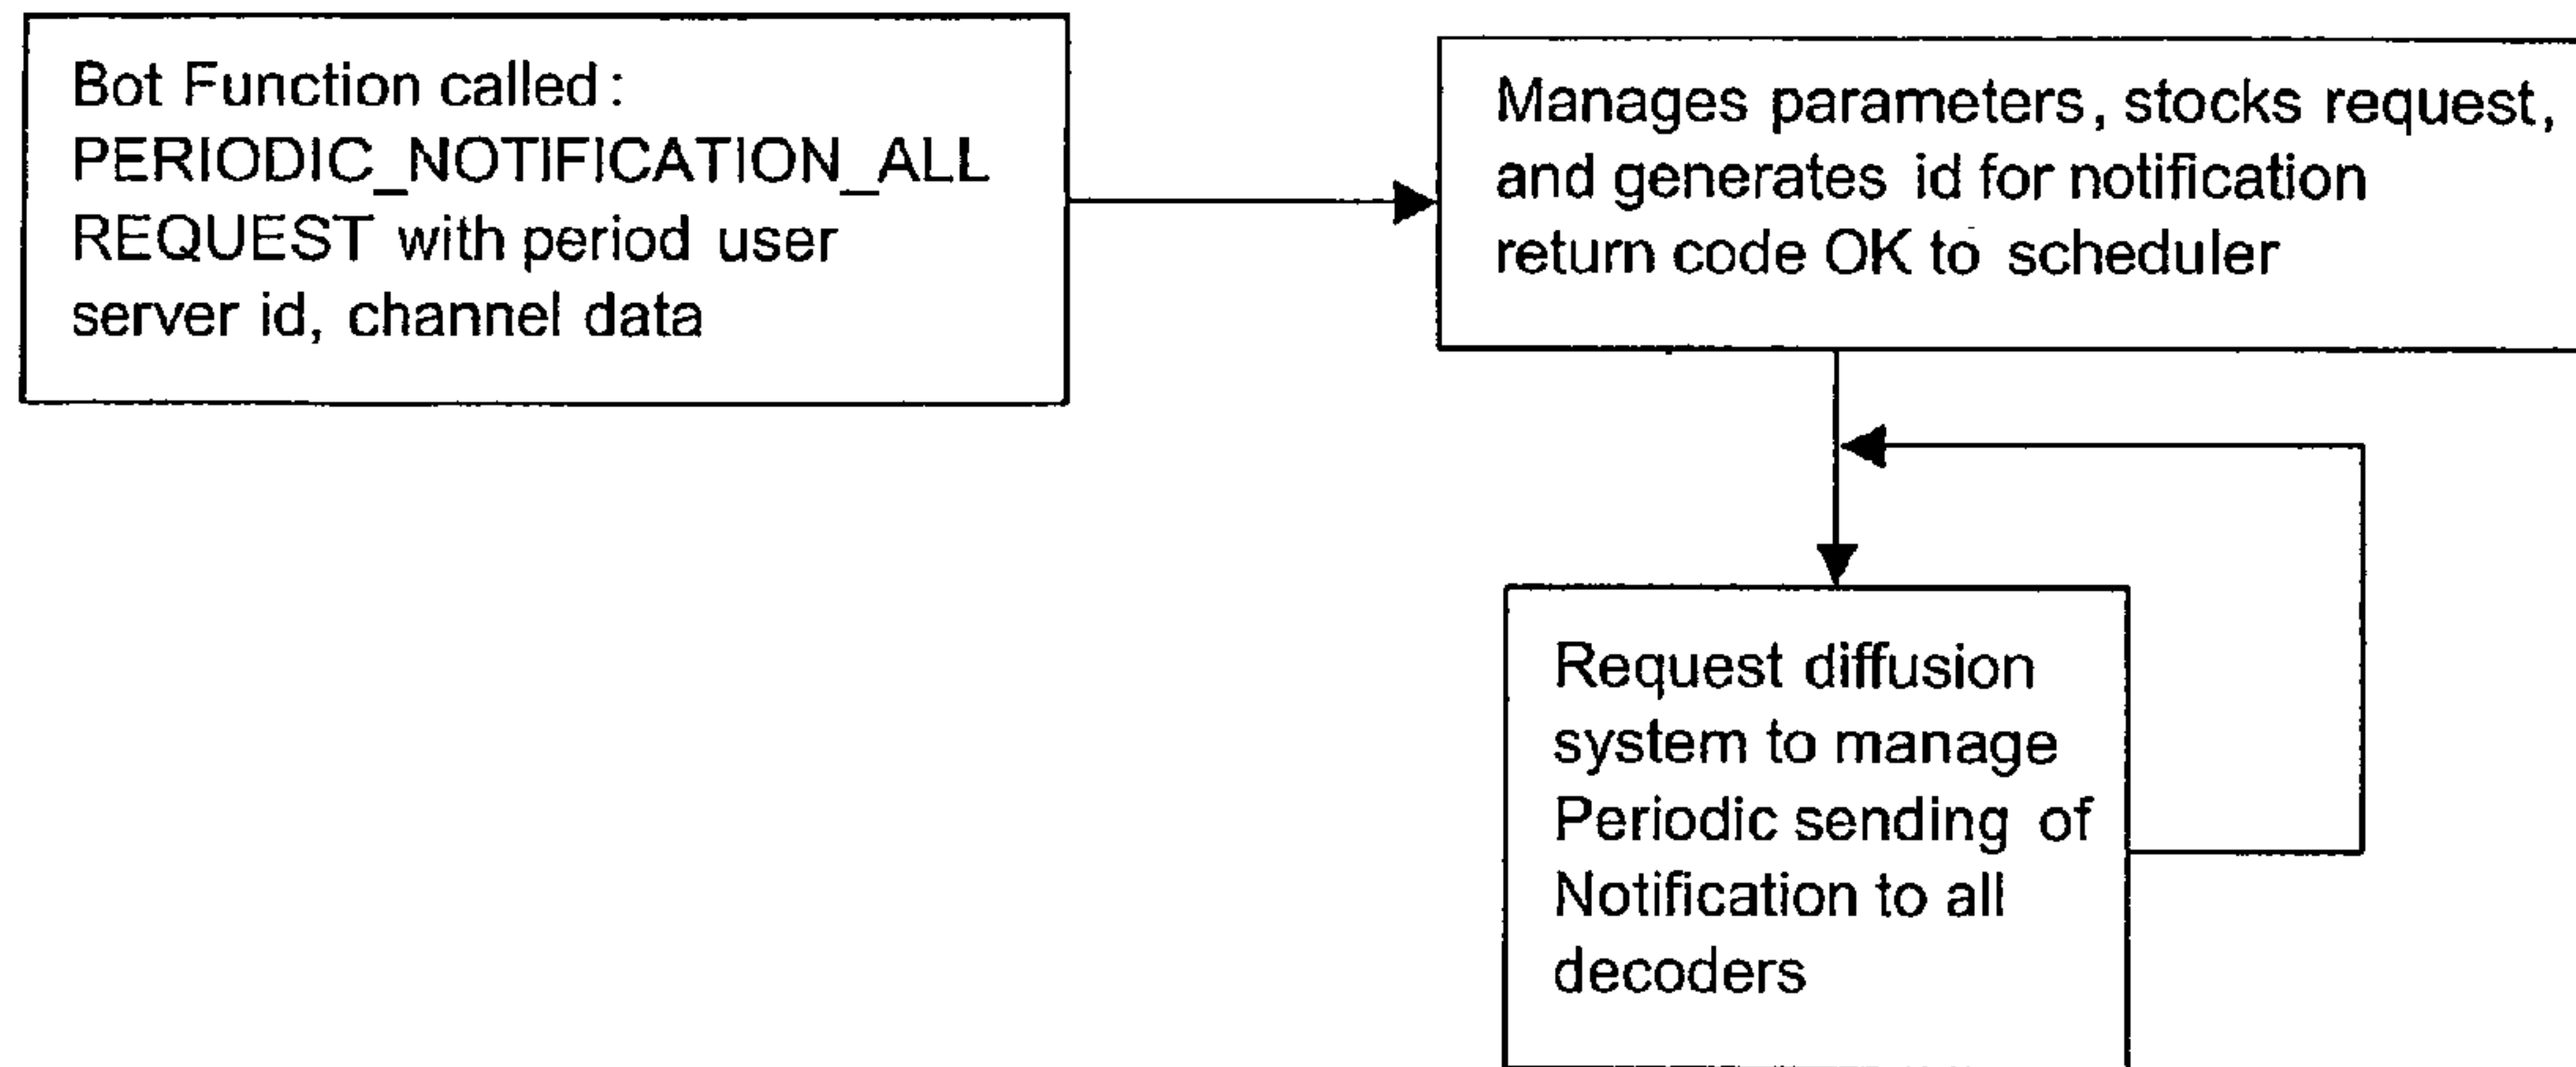 Bot Function called:
PERIODIC_NOTIFICATION_ALL
REQUEST with period user
server id, channel data
Manages parameters, stocks request,
and generates id for notification
return code OK to scheduler
Request diffusion
system to manage
Periodic sending of
Notification to all
decoders